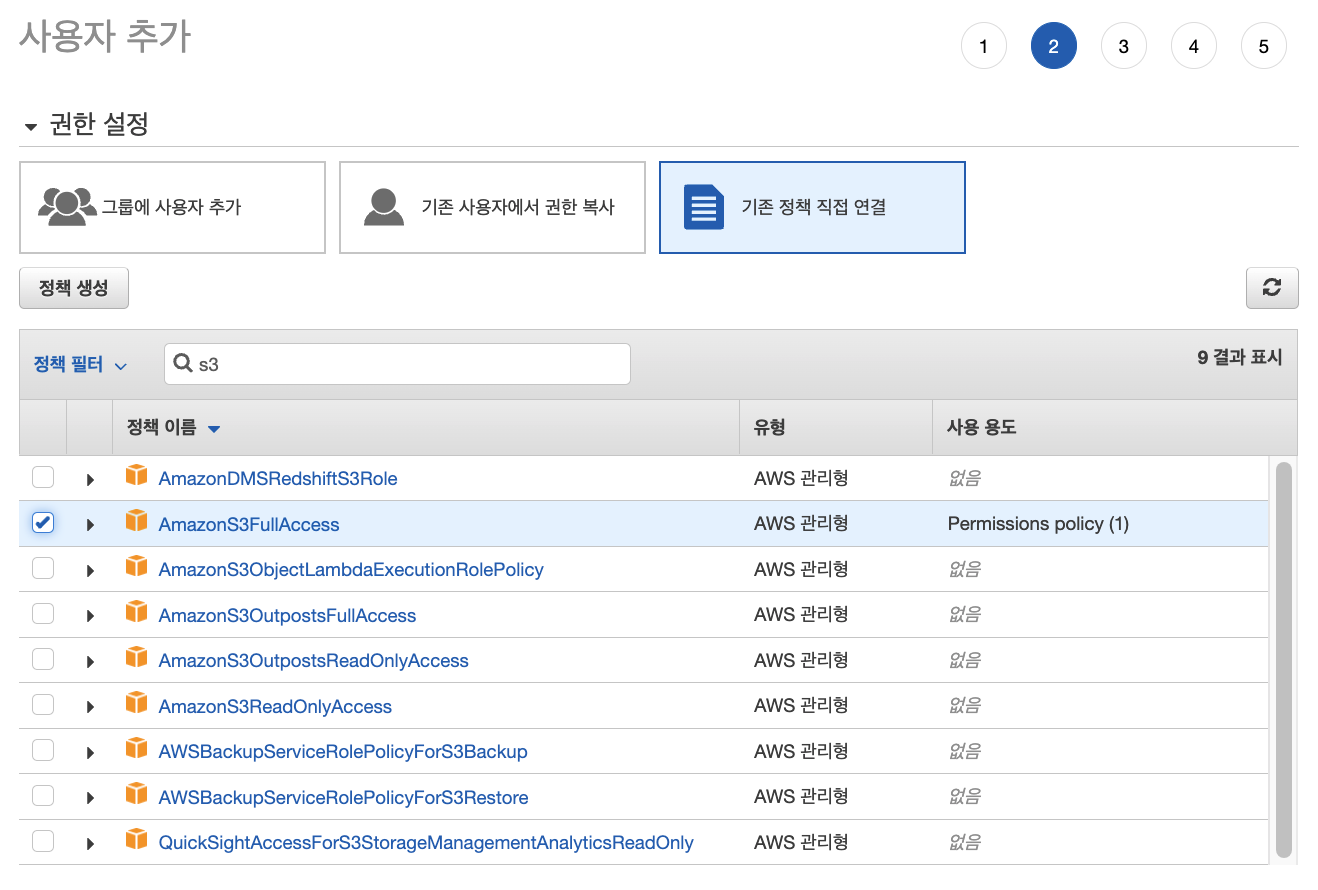 사용자 추가
1 2 3 4 5
권한 설정
그룹에 사용자 추가 기존 사용자에서 권한 복사 기존 정책 직접 연결
정책 생성
정책 필터 s3 9 결과 표시
정책 이름 유형 사용 용도
AmazonDMSRedshiftS3Role AWS 관리형 없음
AmazonS3FullAccess AWS 관리형 Permissions policy (1)
AmazonS3ObjectLambdaExecutionRolePolicy AWS 관리형 없음
AmazonS3OutpostsFullAccess AWS 관리형 없음
AmazonS3OutpostsReadOnlyAccess AWS 관리형 없음
AmazonS3ReadOnlyAccess AWS 관리형 없음
AWSBackupServiceRolePolicyForS3Backup AWS 관리형 없음
AWSBackupServiceRolePolicyForS3Restore AWS 관리형 없음
QuickSightAccessForS3StorageManagementAnalyticsReadOnly AWS 관리형 없음